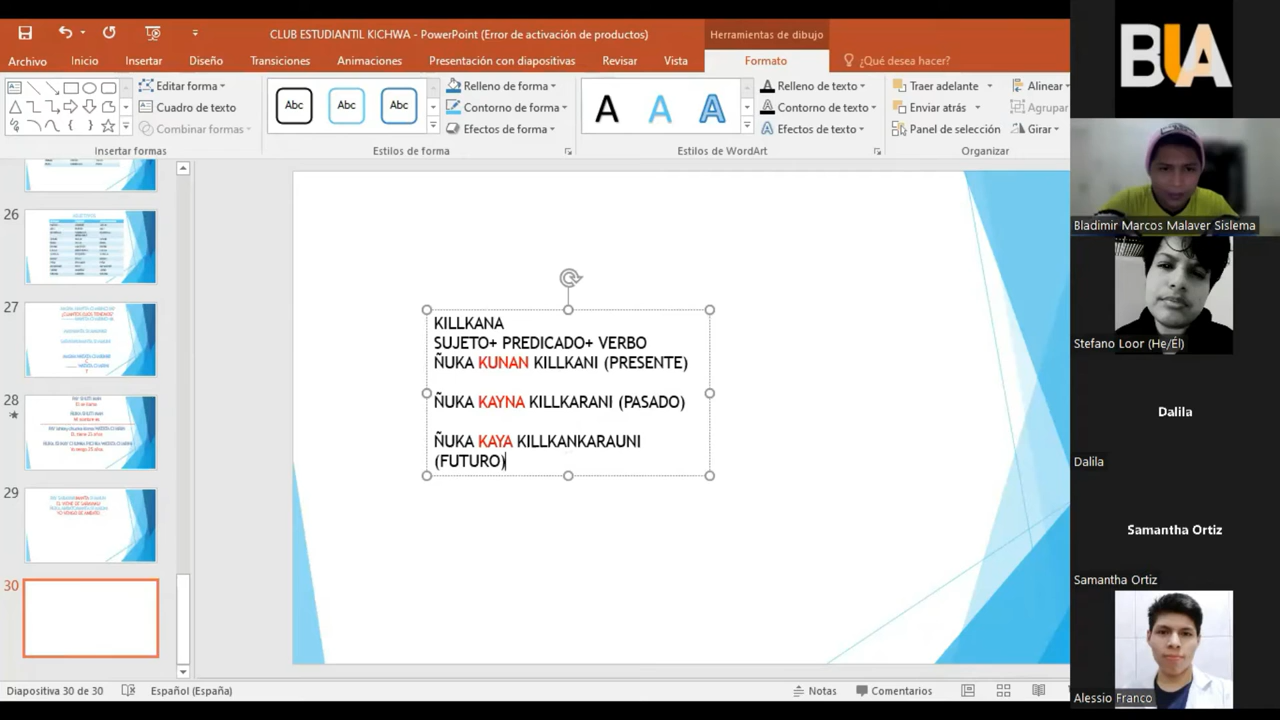 CLUB ESTUDIANTIL KICHWA - PowerPoint (Error de activación de productos)
Herramientas de dibujo
Archivo Inicio Insertar Diseño Transiciones Animaciones Presentación con diapositivas Revisar Vista Formato ¿Qué desea hacer?
Editar forma
Cuadro de texto
Combinar formas
Insertar formas
Abc Abc Abc
Relleno de forma
Contorno de forma
Efectos de forma
Estilos de forma
A A A
Relleno de texto
Contorno de texto
Efectos de texto
Estilos de WordArt
Traer adelante
Enviar atrás
Panel de selección
Alinear
Agrupar
Girar
Organizar
26
27
28
29
30
KILLKANA
SUJETO+ PREDICADO+ VERBO
ÑUKA KUNAN KILLKANI (PRESENTE)
ÑUKA KAYNA KILLKARANI (PASADO)
ÑUKA KAYA KILLKANKARAUNI
(FUTURO)
Diapositiva 30 de 30
Español (España)
Notas
Comentarios
BUA
Bladimir Marcos Malaver Sislema
Stefano Loor (He/Él)
Dalila
Dalila
Samantha Ortiz
Samantha Ortiz
Alessio Franco